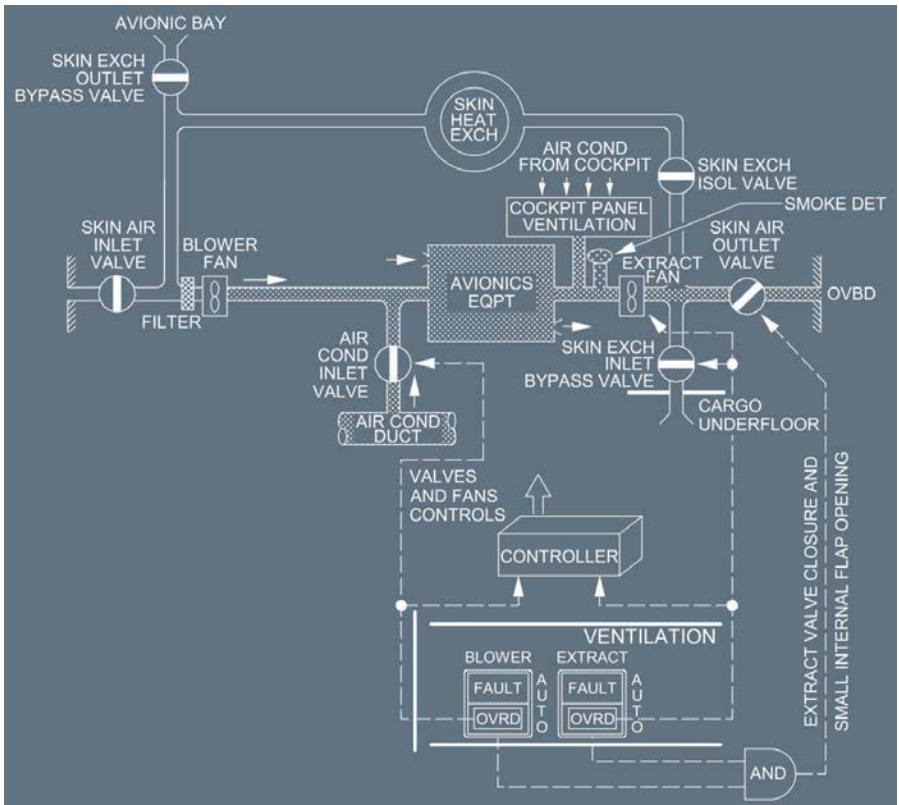 AVIONIC BAY
SKIN EXCH
OUTLET
BYPASS VALVE
SKIN
HEAT
EXCH
AIR COND
FROM COCKPIT
SKIN EXCH
ISOL VALVE
COCKPIT PANEL
VENTILATION
SMOKE DET
SKIN AIR
INLET
VALVE
BLOWER
FAN
SKIN AIR
OUTLET
VALVE
EXTRACT
FAN
AVIONICS
EQPT
OVBD
FILTER
AIR
COND
INLET
VALVE
SKIN EXCH
INLET
BYPASS VALVE
AIR COND
DUCT
CARGO
UNDERFLOOR
VALVES
AND FANS
CONTROLS
CONTROLLER
EXTRACT VALVE CLOSURE AND
SMALL INTERNAL FLAP OPENING
VENTILATION
BLOWER
EXTRACT
FAULT
OVRD
AUTO
FAULT
OVRD
AUTO
AND